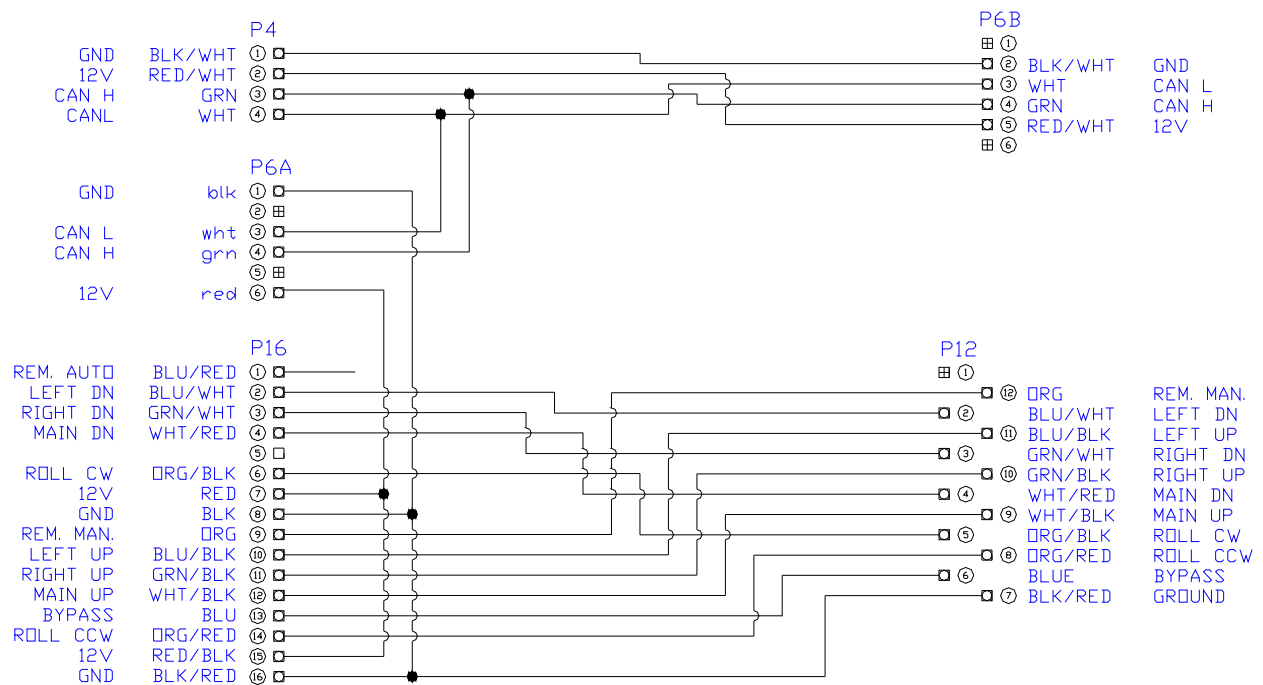 P4
GND BLK/WHT 1
12V RED/WHT 2
CAN H GRN 3
CANL WHT 4
P6B
1
2 BLK/WHT GND
3 WHT CAN L
4 GRN CAN H
5 RED/WHT 12V
6
P6A
GND blk 1
2
CAN L wht 3
CAN H grn 4
5
12V red 6
P16
REM. AUTO BLU/RED 1
LEFT DN BLU/WHT 2
RIGHT DN GRN/WHT 3
MAIN DN WHT/RED 4
5
ROLL CW ORG/BLK 6
12V RED 7
GND BLK 8
REM. MAN. ORG 9
LEFT UP BLU/BLK 10
RIGHT UP GRN/BLK 11
MAIN UP WHT/BLK 12
BYPASS BLU 13
ROLL CCW ORG/RED 14
12V RED/BLK 15
GND BLK/RED 16
P12
1
12 ORG REM. MAN.
2 BLU/WHT LEFT DN
11 BLU/BLK LEFT UP
3 GRN/WHT RIGHT DN
10 GRN/BLK RIGHT UP
4 WHT/RED MAIN DN
9 WHT/BLK MAIN UP
5 ORG/BLK ROLL CW
8 ORG/RED ROLL CCW
6 BLUE BYPASS
7 BLK/RED GROUND